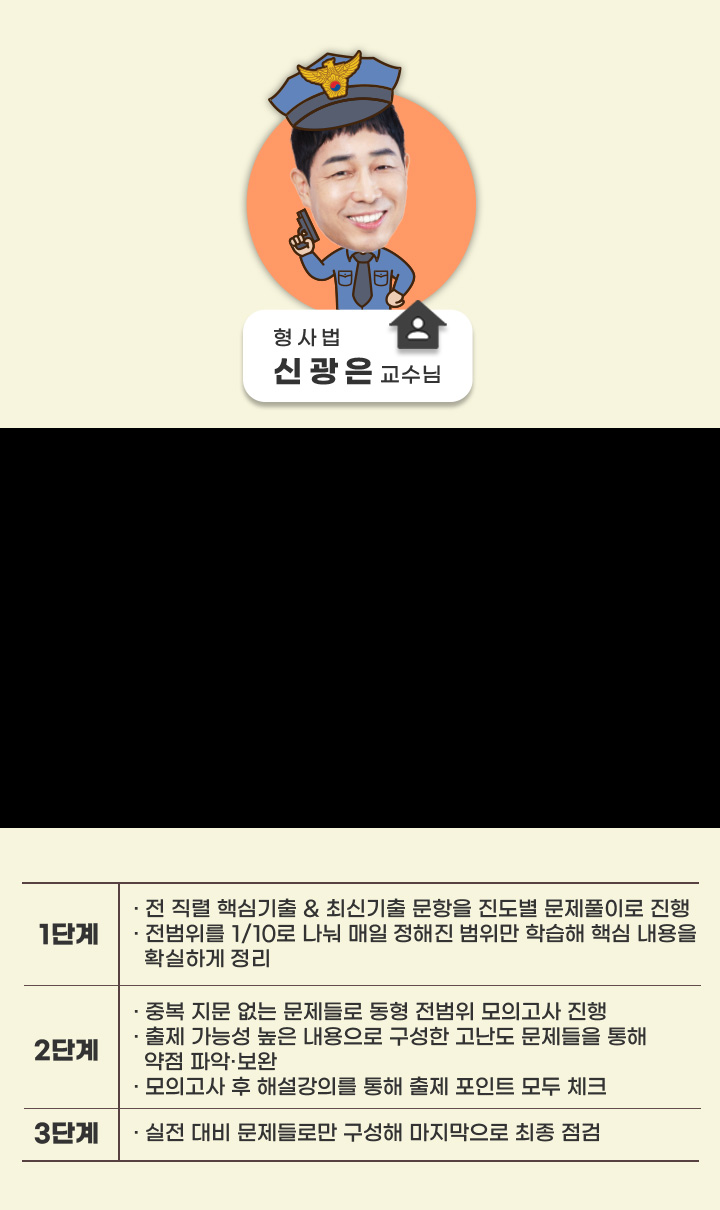 형사법
신광은 교수님
1단계
· 전 직렬 핵심기출 & 최신기출 문항을 진도별 문제풀이로 진행
· 전범위를 1/10로 나눠 매일 정해진 범위만 학습해 핵심 내용을
확실하게 정리
2단계
· 중복 지문 없는 문제들로 동형 전범위 모의고사 진행
· 출제 가능성 높은 내용으로 구성한 고난도 문제들을 통해
약점 파악·보완
· 모의고사 후 해설강의를 통해 출제 포인트 모두 체크
3단계
· 실전 대비 문제들로만 구성해 마지막으로 최종 점검